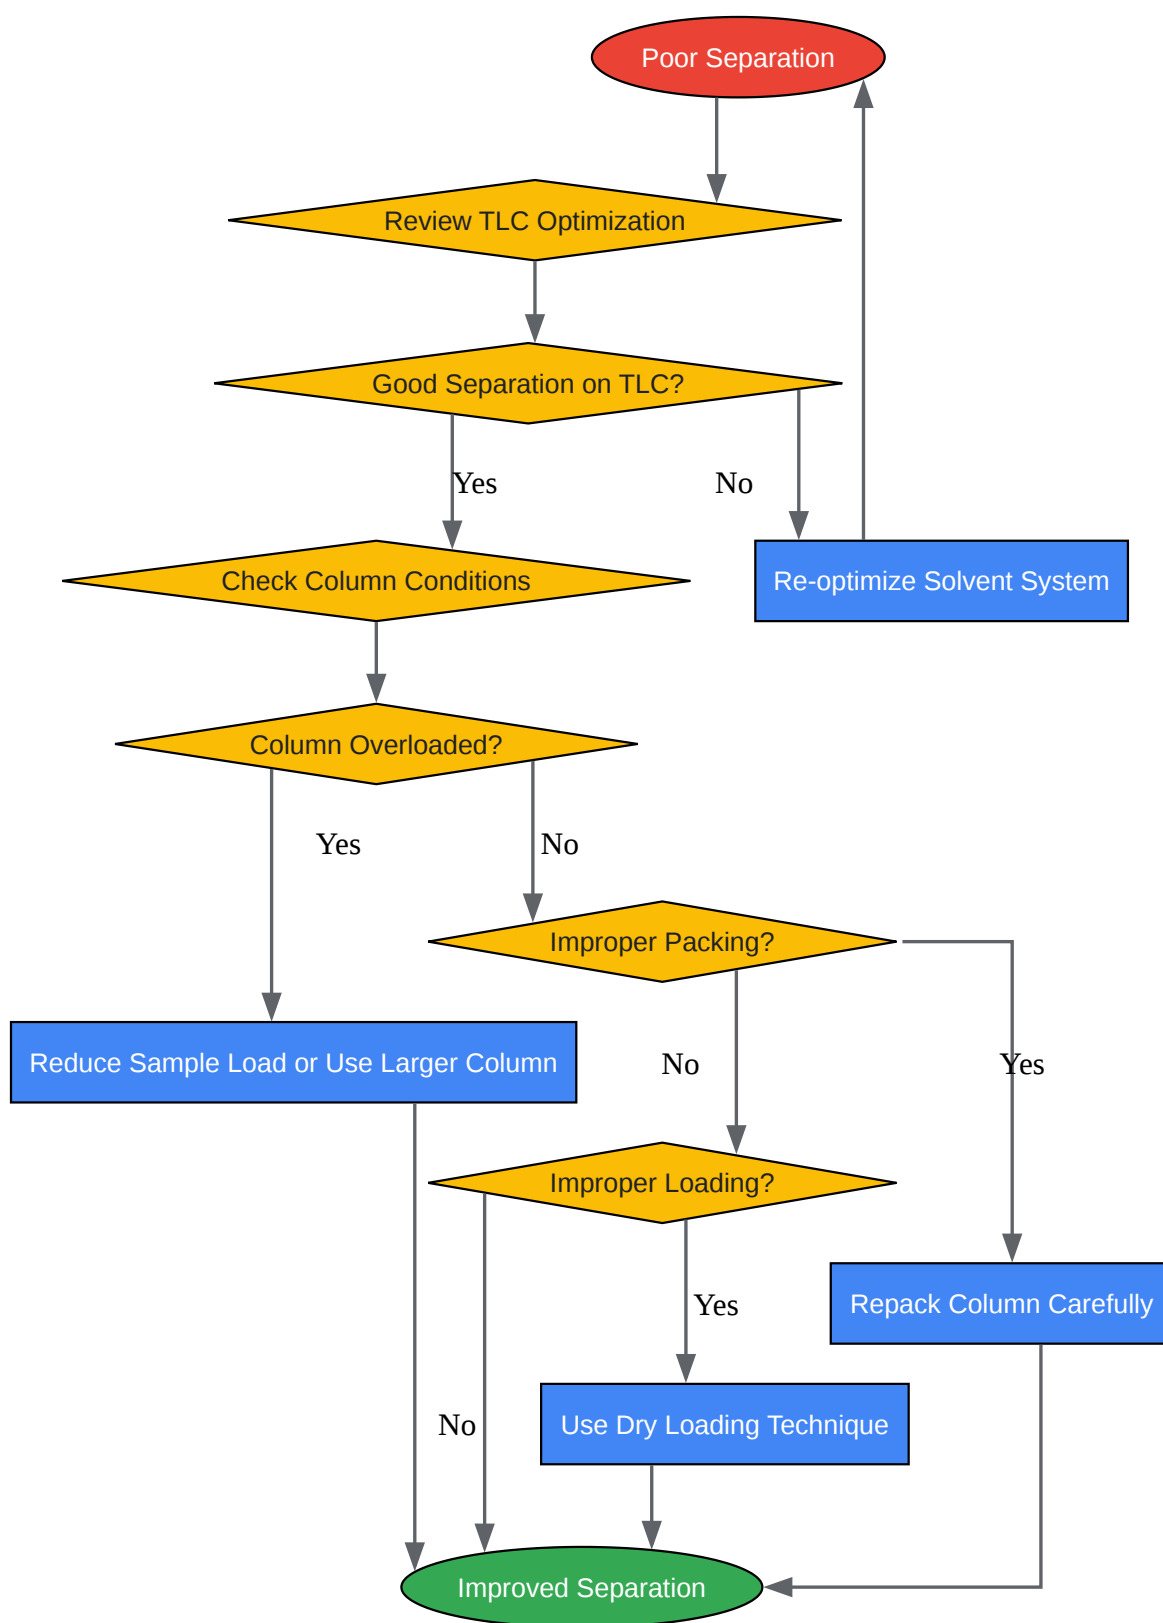 Poor Separation
Review TLC Optimization
Good Separation on TLC?
Yes
No
Check Column Conditions
Re-optimize Solvent System
Column Overloaded?
Yes
No
Improper Packing?
Reduce Sample Load or Use Larger Column
No
Yes
Improper Loading?
Yes
Repack Column Carefully
No
Use Dry Loading Technique
Improved Separation